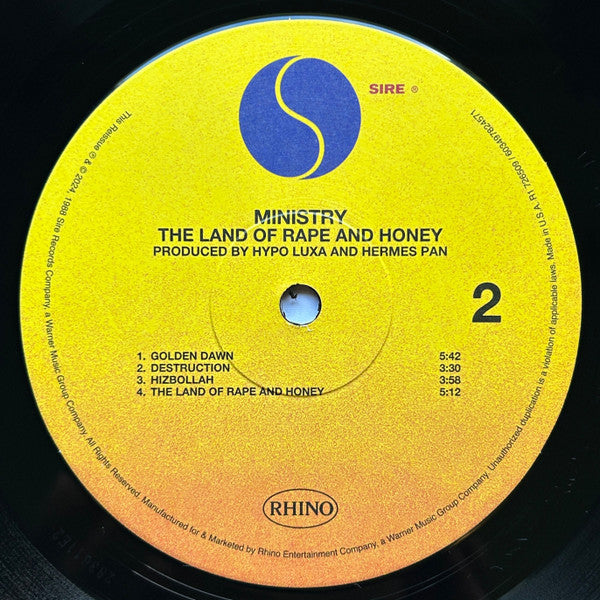 SIRE ®
MINISTRY
THE LAND OF RAPE AND HONEY
PRODUCED BY HYPO LUXA AND HERMES PAN
2
1. GOLDEN DAWN 5:42
2. DESTRUCTION 3:30
3. HIZBOLLAH 3:58
4. THE LAND OF RAPE AND HONEY 5:12
RHINO
This Reissue ℗ & © 2024, 1988 Sire Records Company, a Warner Music Group Company. All Rights Reserved. Manufactured for & Marketed by Rhino Entertainment Company, a Warner Music Group Company. Unauthorized duplication is a violation of applicable laws. Made in U.S.A. R1 726509 / 603497824571